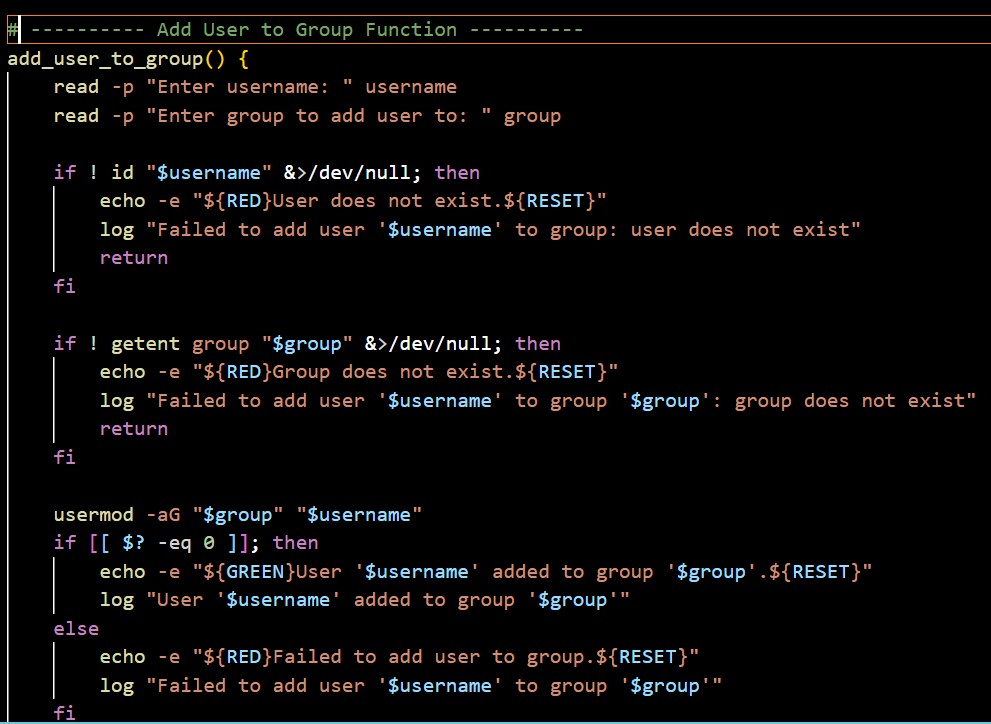 # ---------- Add User to Group Function ----------
add_user_to_group() {
    read -p "Enter username: " username
    read -p "Enter group to add user to: " group

    if ! id "$username" &>/dev/null; then
        echo -e "${RED}User does not exist.${RESET}"
        log "Failed to add user '$username' to group: user does not exist"
        return
    fi

    if ! getent group "$group" &>/dev/null; then
        echo -e "${RED}Group does not exist.${RESET}"
        log "Failed to add user '$username' to group '$group': group does not exist"
        return
    fi

    usermod -aG "$group" "$username"
    if [[ $? -eq 0 ]]; then
        echo -e "${GREEN}User '$username' added to group '$group'.${RESET}"
        log "User '$username' added to group '$group'"
    else
        echo -e "${RED}Failed to add user to group.${RESET}"
        log "Failed to add user '$username' to group '$group'"
    fi